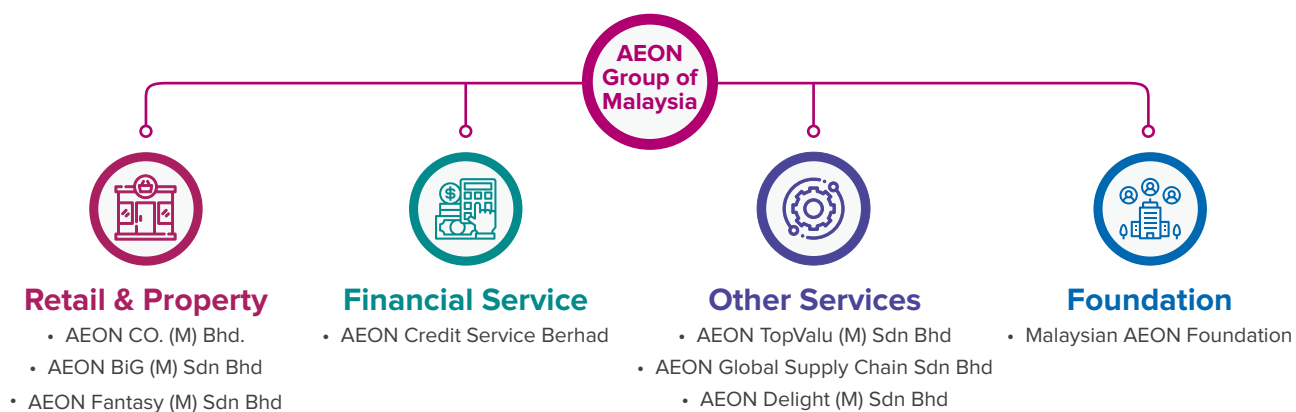 AEON
Group of
Malaysia
Retail & Property
• AEON CO. (M) Bhd.
• AEON BiG (M) Sdn Bhd
• AEON Fantasy (M) Sdn Bhd
Financial Service
• AEON Credit Service Berhad
Other Services
• AEON TopValu (M) Sdn Bhd
• AEON Global Supply Chain Sdn Bhd
• AEON Delight (M) Sdn Bhd
Foundation
• Malaysian AEON Foundation